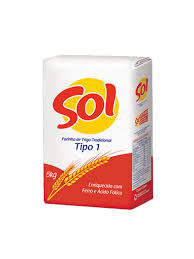 Sol
Farinha de Trigo Tradicional
Tipo 1
5kg
Enriquecida com
Ferro e Ácido Fólico